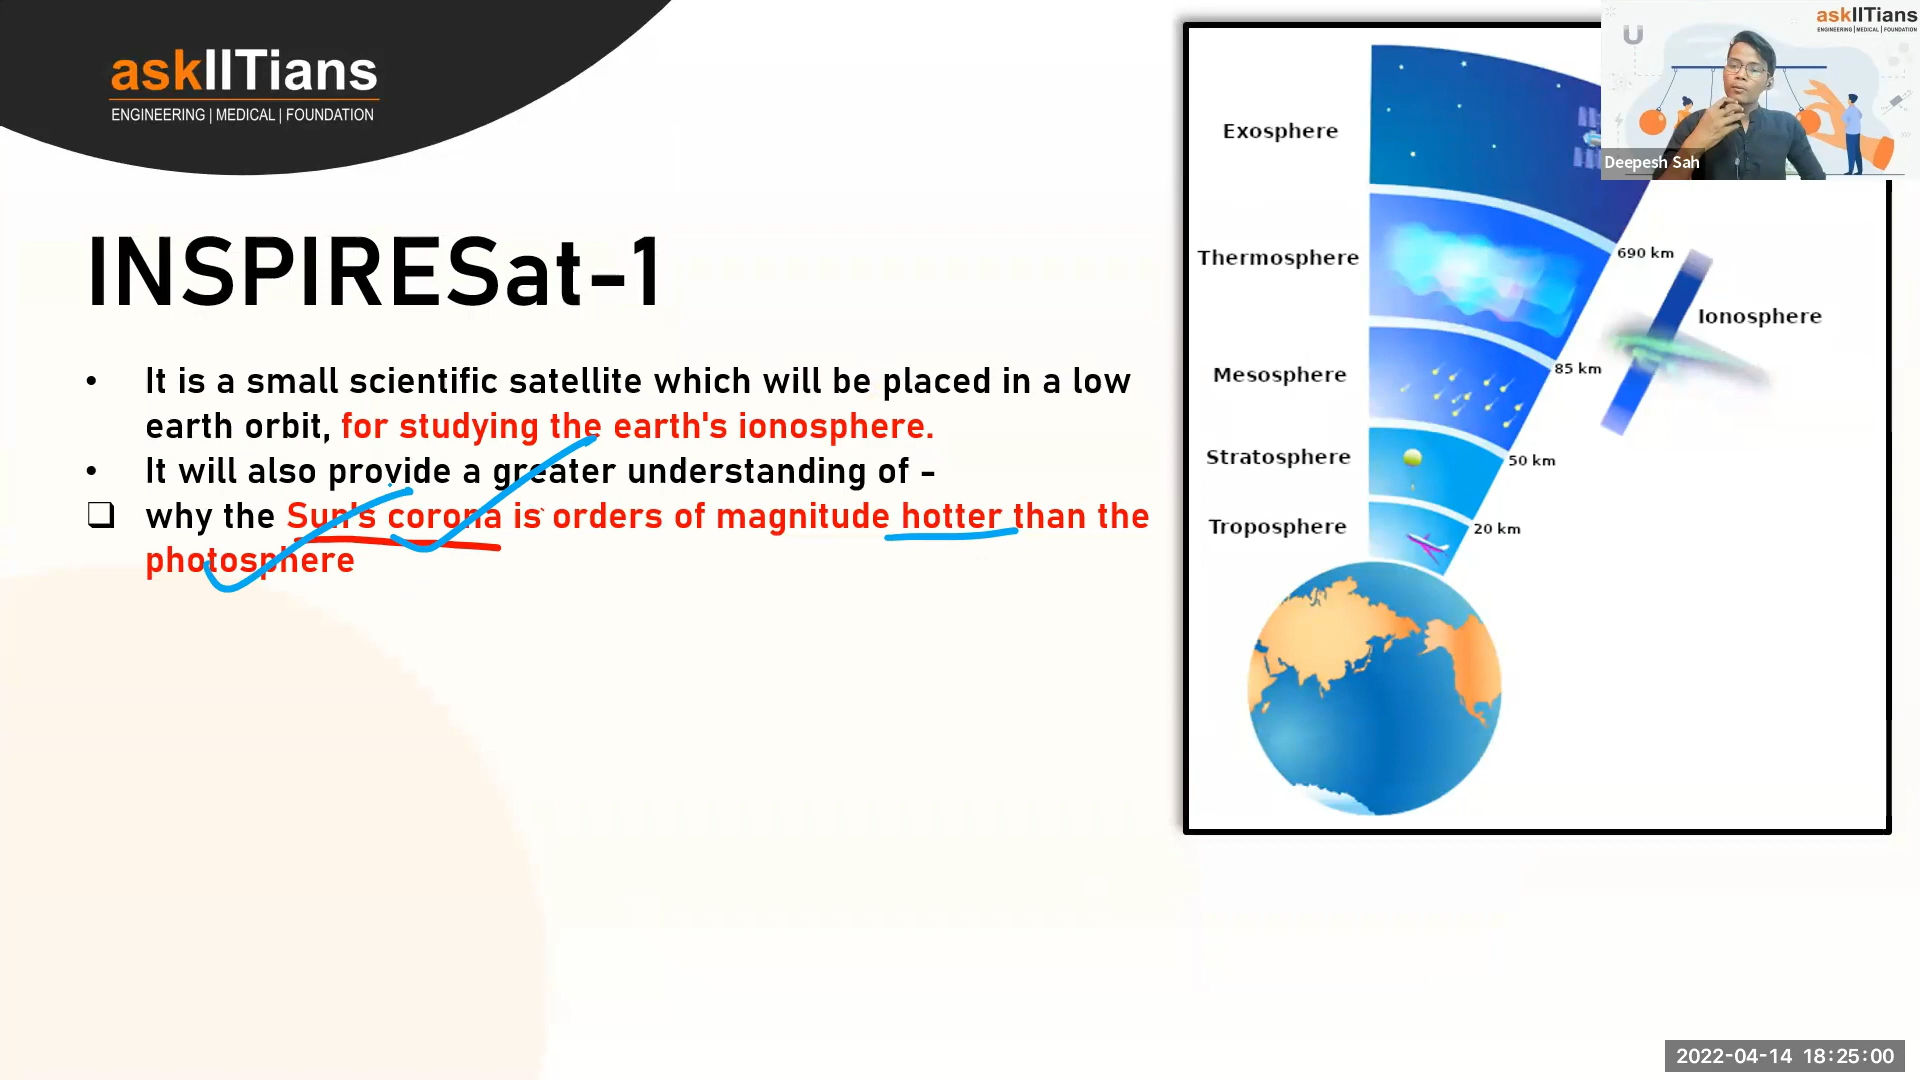 askIITians
ENGINEERING | MEDICAL | FOUNDATION
INSPIRESat-1
• It is a small scientific satellite which will be placed in a low
earth orbit, for studying the earth's ionosphere.
• It will also provide a greater understanding of -
❑ why the Sun's corona is orders of magnitude hotter than the
photosphere
Exosphere
Thermosphere
690 km
Ionosphere
Mesosphere
85 km
Stratosphere
50 km
Troposphere
20 km
askIITians
ENGINEERING | MEDICAL | FOUNDATION
Deepesh Sah
2022-04-14 18:25:00